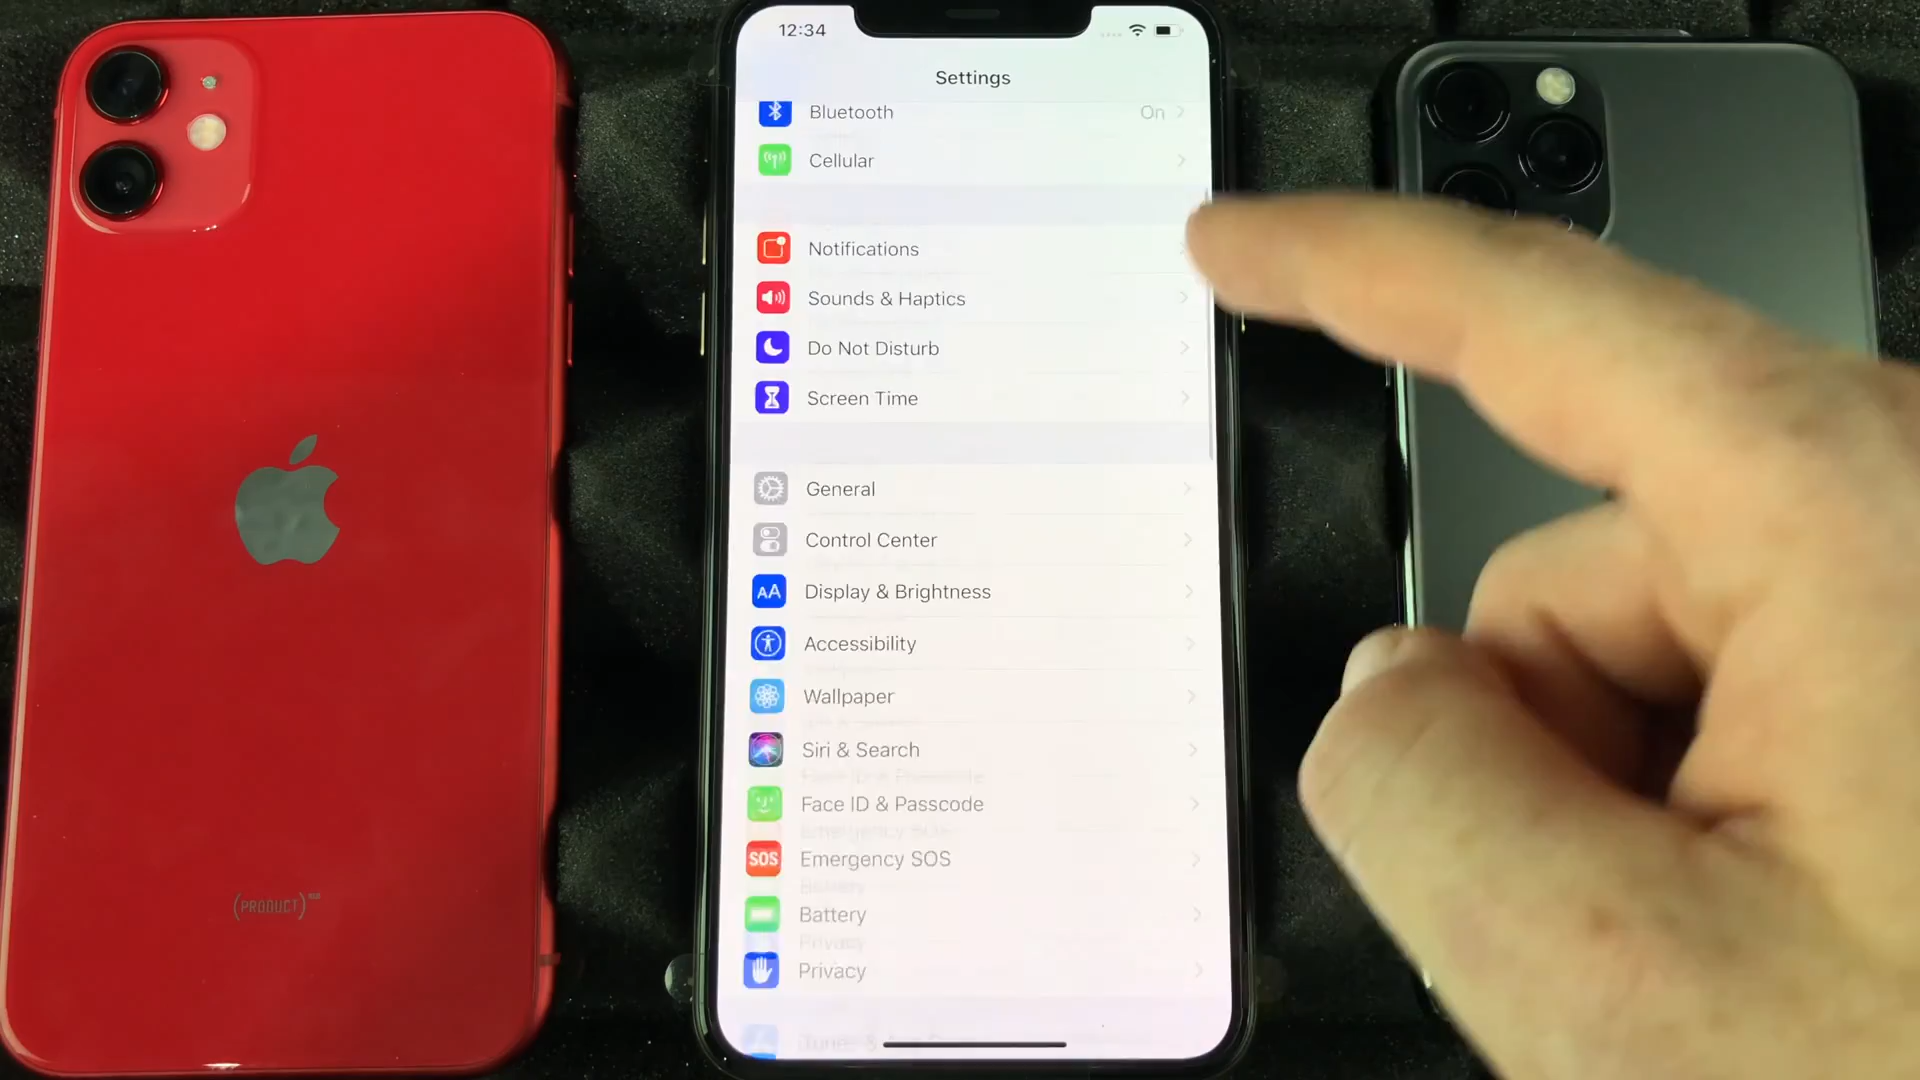 12:34
Settings
Bluetooth On
Cellular
Notifications
Sounds & Haptics
Do Not Disturb
Screen Time
General
Control Center
AA Display & Brightness
Accessibility
Wallpaper
Siri & Search
Face ID & Passcode
SOS Emergency SOS
Battery
Privacy
(PRODUCT)